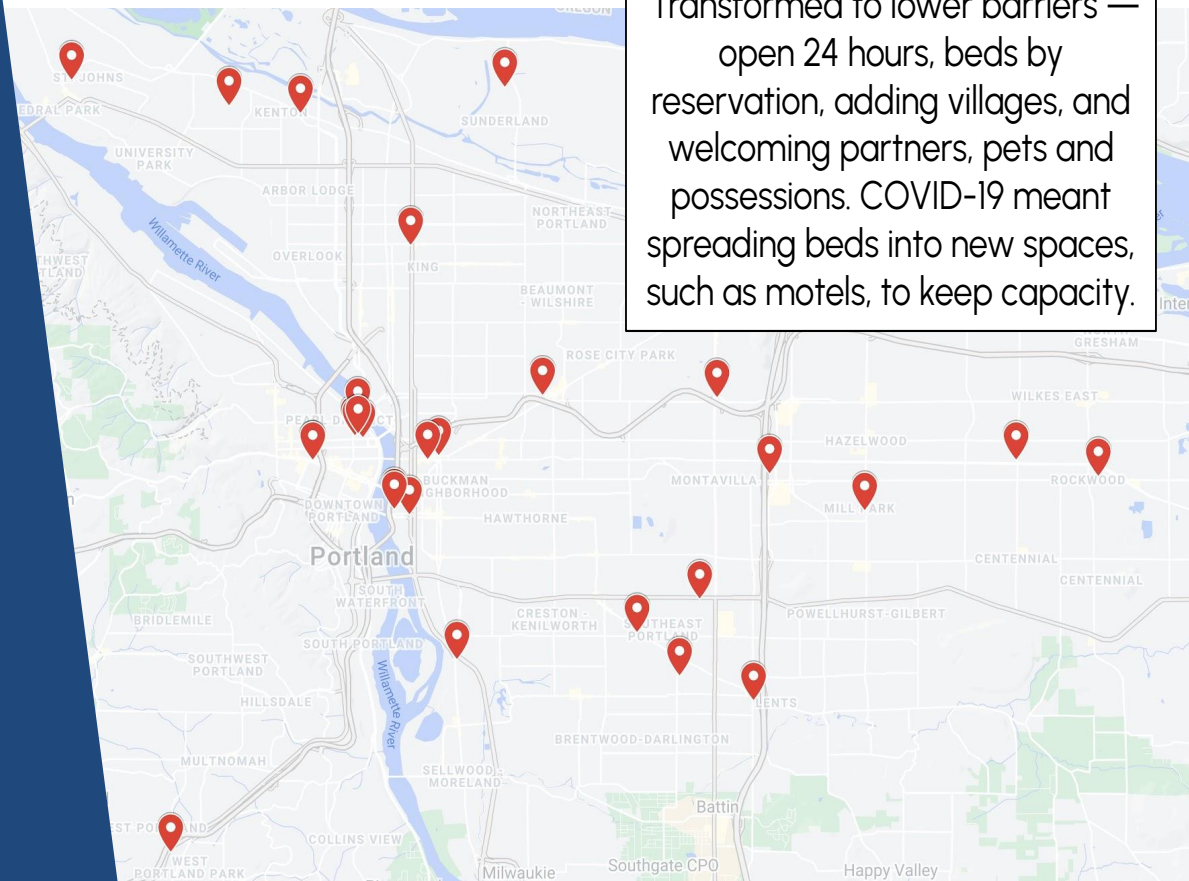 OREGON
Transformed to lower barriers —
open 24 hours, beds by
reservation, adding villages, and
welcoming partners, pets and
possessions. COVID-19 meant
spreading beds into new spaces,
such as motels, to keep capacity.
ST JOHNS
KENTON
SUNDERLAND
UNIVERSITY
PARK
ARBOR LODGE
NORTHEAST
PORTLAND
Willamette River
OVERLOOK
KING
BEAUMONT
- WILSHIRE
ROSE CITY PARK
GRESHAM
WILKES EAST
HAZELWOOD
MONTAVILLA
ROCKWOOD
BUCKMAN
DOWNTOWN
PORTLAND
HAWTHORNE
MILL PARK
Portland
CENTENNIAL
CENTENNIAL
SOUTH
WATERFRONT
BRIDLEMILE
CRESTON -
KENILWORTH
SOUTHEAST
PORTLAND
POWELLHURST-GILBERT
SOUTH PORTLAND
SOUTHWEST
PORTLAND
HILLSDALE
Willamette River
LENTS
BRENTWOOD-DARLINGTON
MULTNOMAH
SELLWOOD-
MORELAND
Battin
COLLINS VIEW
WEST
PORTLAND PARK
Milwaukie
Southgate CPO
Happy Valley